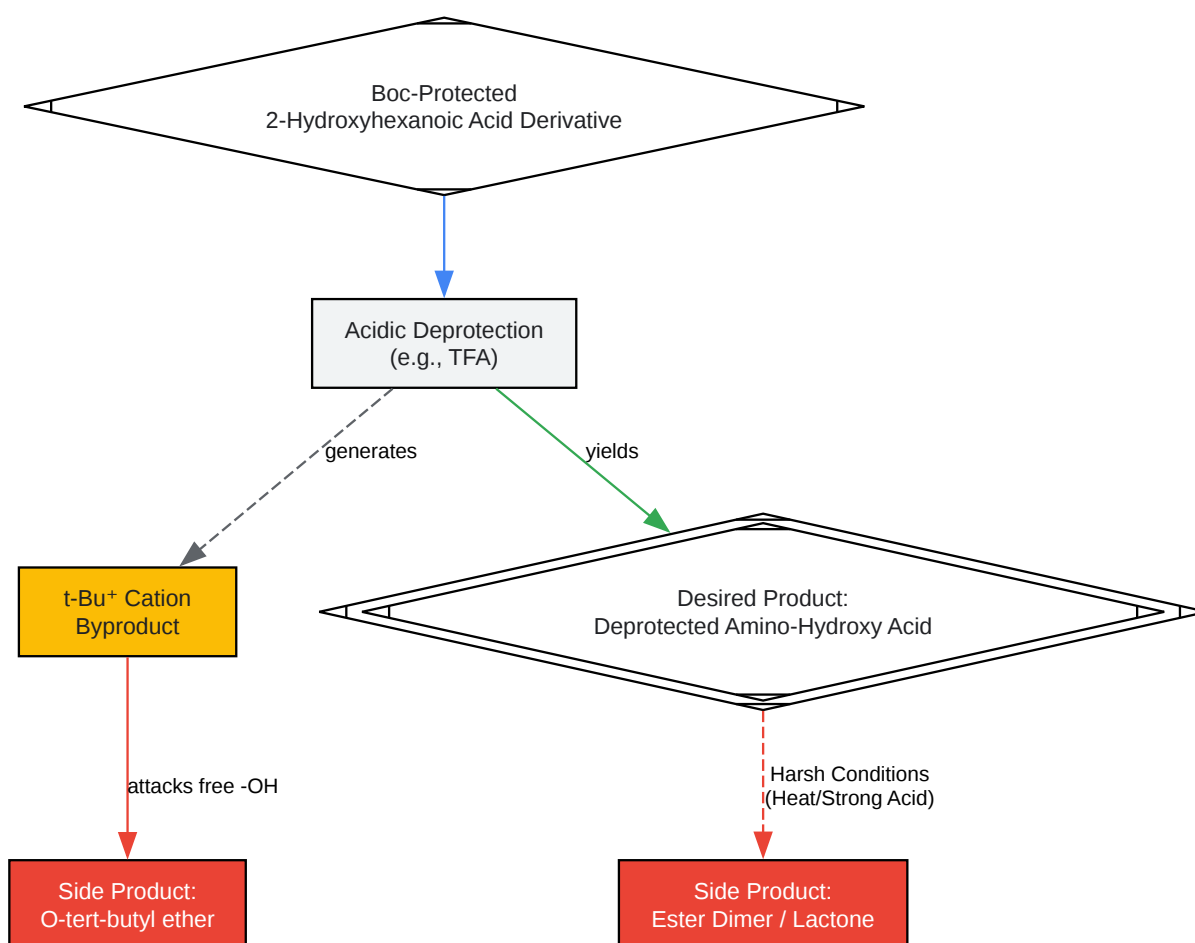 Boc-Protected
2-Hydroxyhexanoic Acid Derivative
Acidic Deprotection
(e.g., TFA)
generates
yields
t-Bu⁺ Cation
Byproduct
Desired Product:
Deprotected Amino-Hydroxy Acid
attacks free -OH
Harsh Conditions
(Heat/Strong Acid)
Side Product:
O-tert-butyl ether
Side Product:
Ester Dimer / Lactone